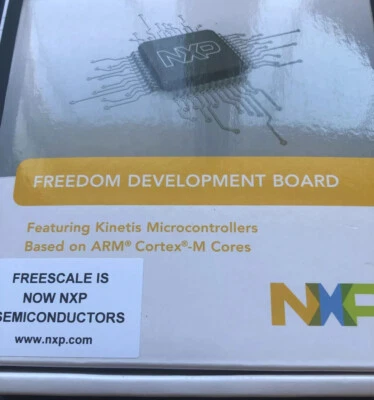 NXP
FREEDOM DEVELOPMENT BOARD
Featuring Kinetis Microcontrollers
Based on ARM® Cortex®-M Cores
FREESCALE IS
NOW NXP
SEMICONDUCTORS
www.nxp.com
NXP